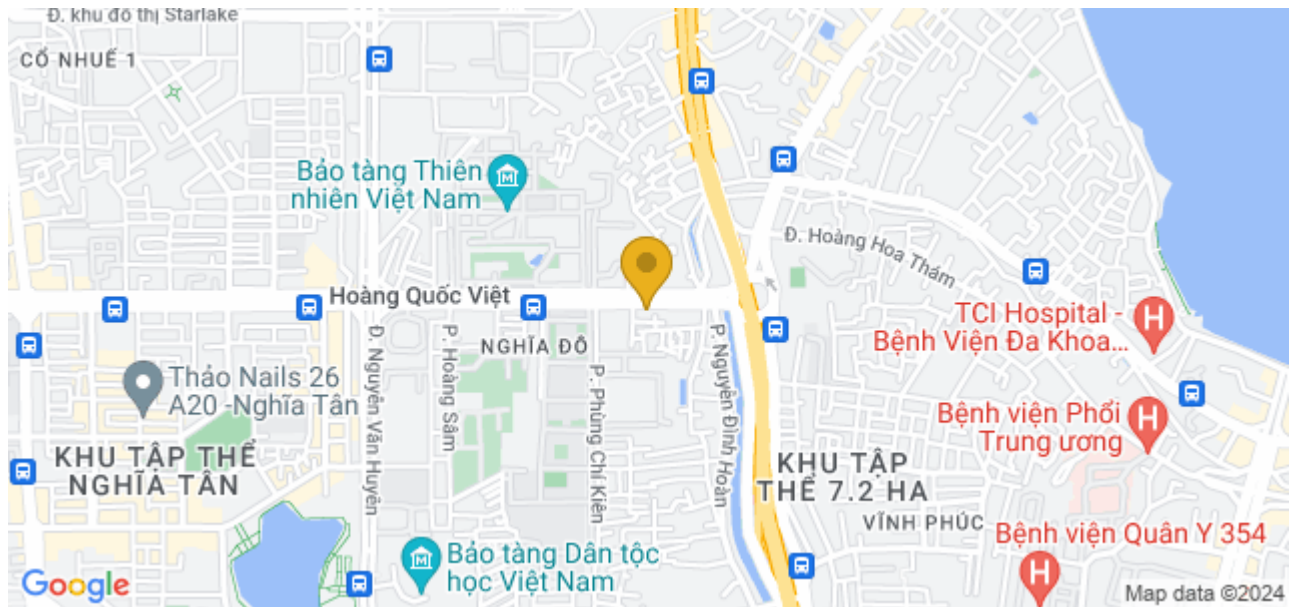 Đ. khu đô thị Starlake
CỔ NHUẾ 1
Bảo tàng Thiên
nhiên Việt Nam
Đ. Hoàng Hoa Thám
Hoàng Quốc Việt
TCI Hospital -
Bệnh Viện Đa Khoa...
NGHĨA ĐÔ
Đ. Nguyễn Văn Huyên
P. Hoàng Sâm
P. Phùng Chí Kiên
P. Nguyễn Đình Hoàn
Thảo Nails 26
A20 -Nghĩa Tân
Bệnh viện Phổi
Trung ương
KHU TẬP THỂ
NGHĨA TÂN
KHU TẬP
THỂ 7.2 HA
VĨNH PHÚC
Bệnh viện Quân Y 354
Bảo tàng Dân tộc
học Việt Nam
Google
Map data ©2024